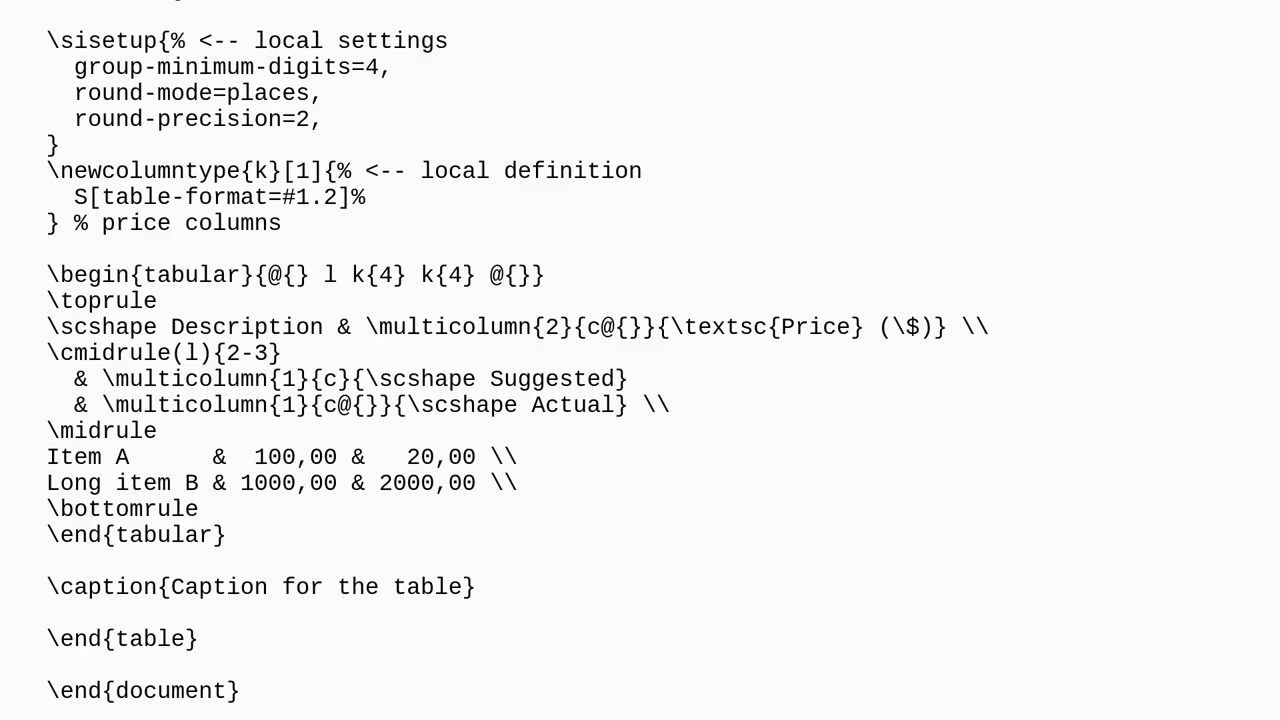 \sisetup{% <-- local settings
  group-minimum-digits=4,
  round-mode=places,
  round-precision=2,
}
\newcolumntype{k}[1]{% <-- local definition
  S[table-format=#1.2]%
} % price columns

\begin{tabular}{@{} l k{4} k{4} @{}}
\toprule
\scshape Description & \multicolumn{2}{c@{}}{\textsc{Price} (\$)} \\
\cmidrule(l){2-3}
  & \multicolumn{1}{c}{\scshape Suggested}
  & \multicolumn{1}{c@{}}{\scshape Actual} \\
\midrule
Item A      &  100,00 &   20,00 \\
Long item B & 1000,00 & 2000,00 \\
\bottomrule
\end{tabular}

\caption{Caption for the table}

\end{table}

\end{document}